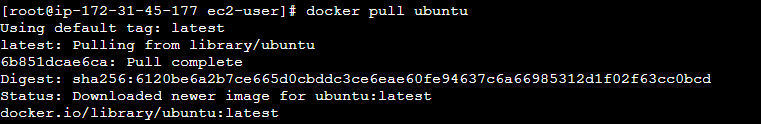 [root@ip-172-31-45-177 ec2-user]# docker pull ubuntu
Using default tag: latest
latest: Pulling from library/ubuntu
6b851dcae6ca: Pull complete
Digest: sha256:6120be6a2b7ce665d0cbddc3ce6eae60fe94637c6a66985312d1f02f63cc0bcd
Status: Downloaded newer image for ubuntu:latest
docker.io/library/ubuntu:latest